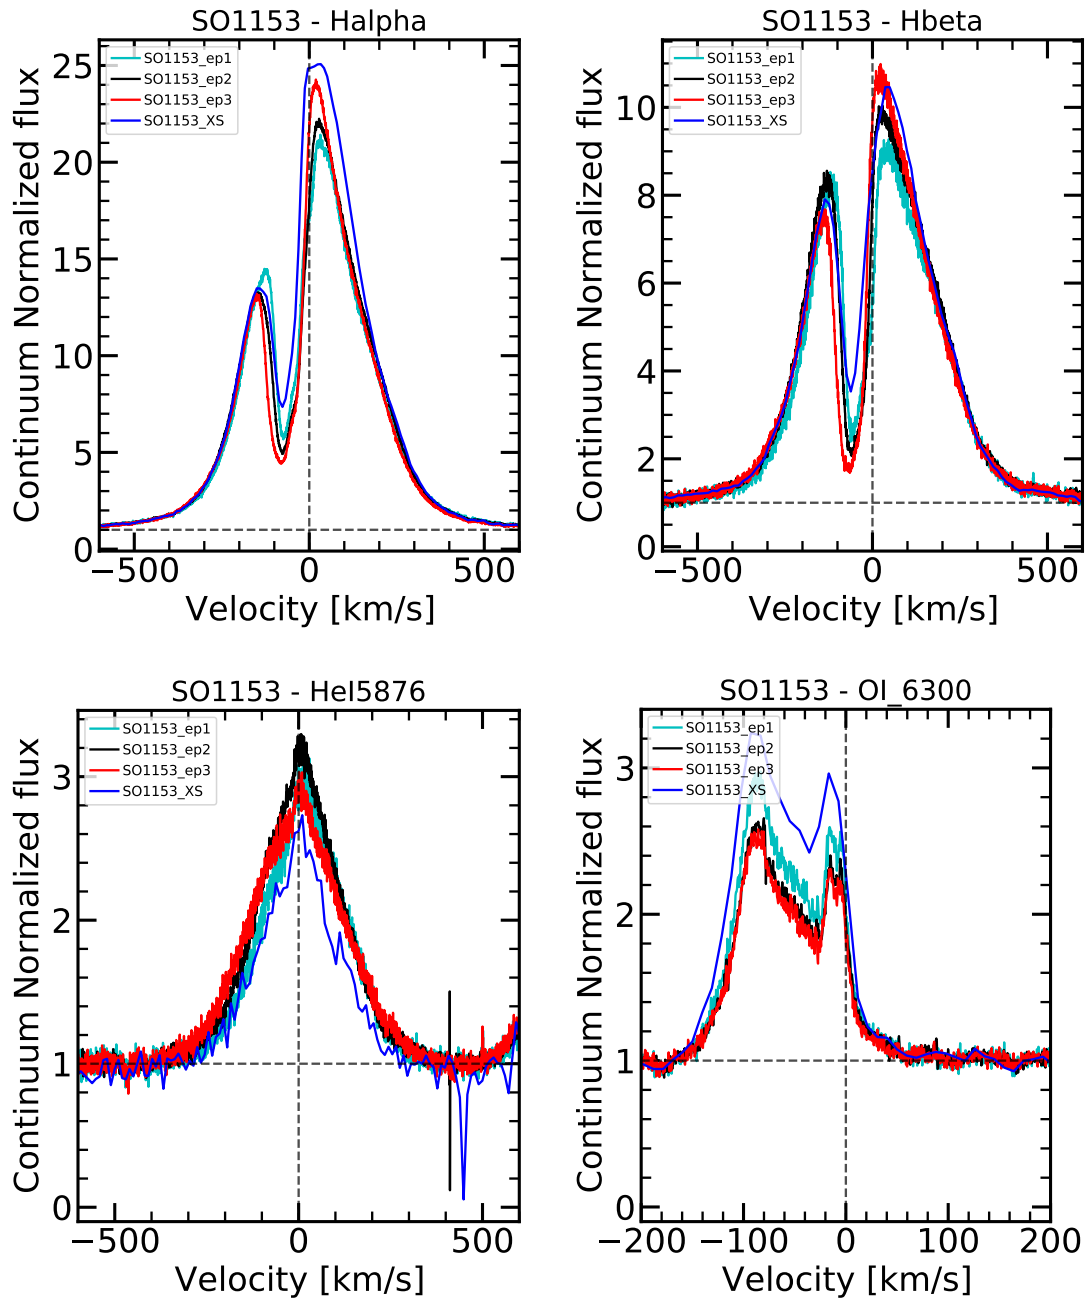 SO1153 - Halpha
SO1153_ep1
SO1153_ep2
SO1153_ep3
SO1153_XS
Continuum Normalized flux
25
20
15
10
5
0
−500 0 500
Velocity [km/s]
SO1153 - Hbeta
SO1153_ep1
SO1153_ep2
SO1153_ep3
SO1153_XS
Continuum Normalized flux
10
8
6
4
2
0
−500 0 500
Velocity [km/s]
SO1153 - HeI5876
SO1153_ep1
SO1153_ep2
SO1153_ep3
SO1153_XS
Continuum Normalized flux
3
2
1
0
−500 0 500
Velocity [km/s]
SO1153 - OI_6300
SO1153_ep1
SO1153_ep2
SO1153_ep3
SO1153_XS
Continuum Normalized flux
3
2
1
0
−200 −100 0 100 200
Velocity [km/s]